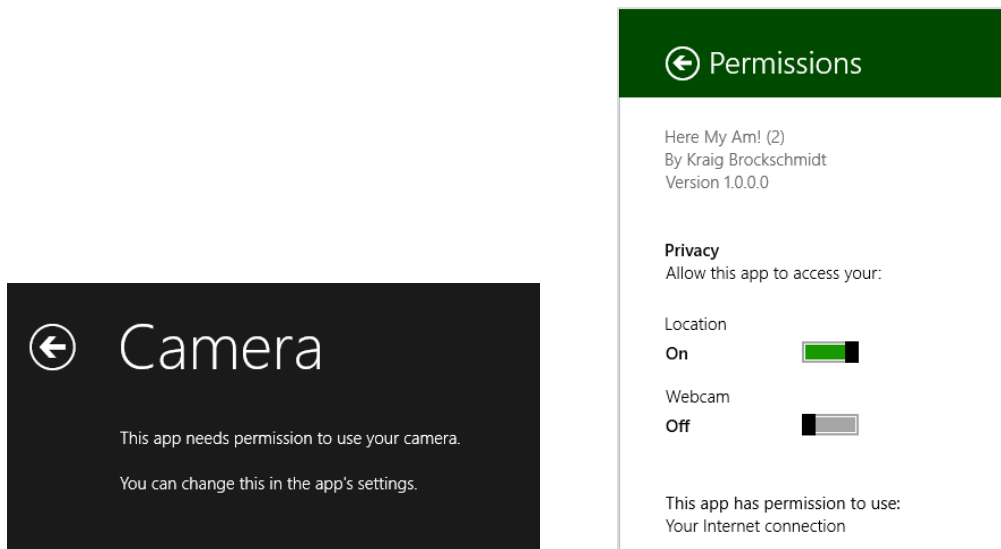 Camera
This app needs permission to use your camera.
You can change this in the app's settings.
Permissions
Here My Am! (2)
By Kraig Brockschmidt
Version 1.0.0.0
Privacy
Allow this app to access your:
Location
On
Webcam
Off
This app has permission to use:
Your Internet connection